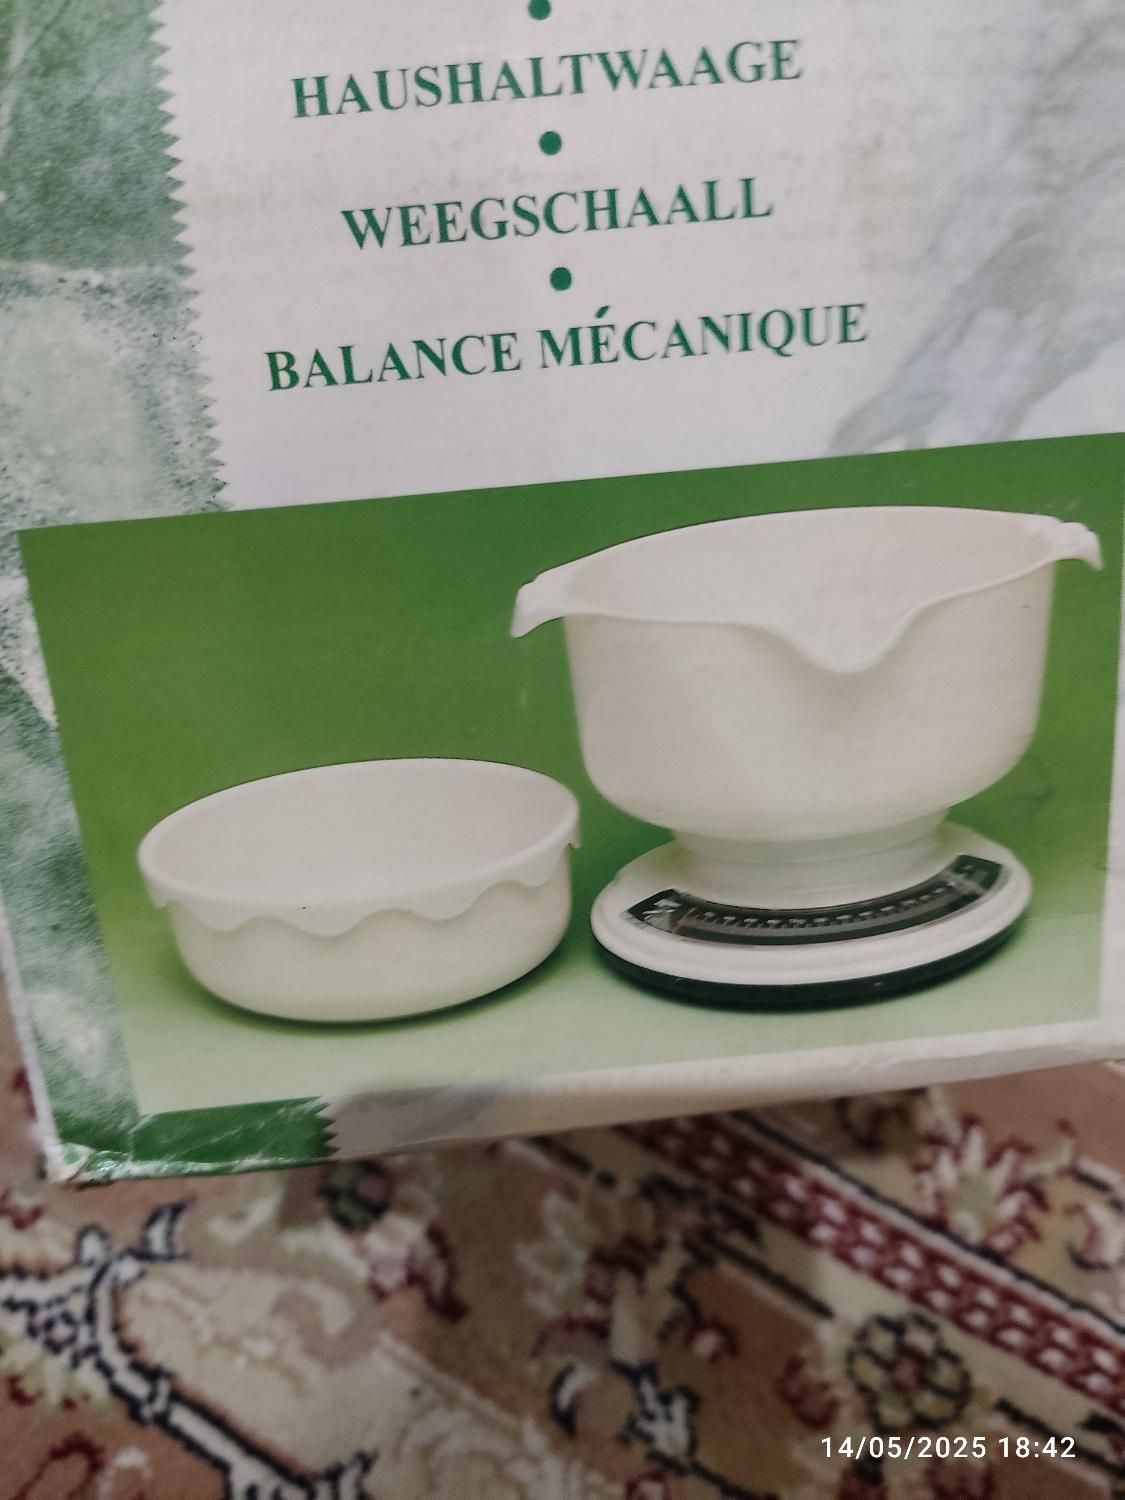 HAUSHALTWAAGE
WEEGSCHAALL
BALANCE MÉCANIQUE
14/05/2025 18:42